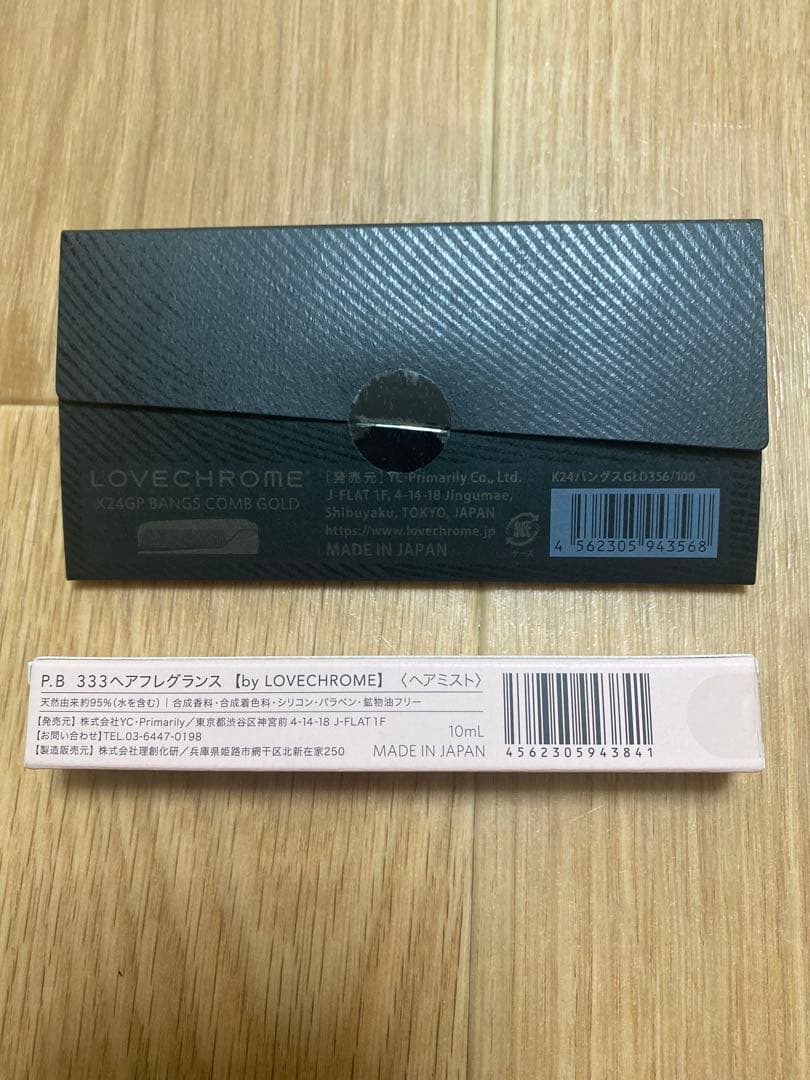 LOVECHROME®
K24GP BANGS COMB GOLD
[発売元] YC·Primarily Co., Ltd.
J-FLAT 1F, 4-14-18 Jingumae,
Shibuyaku, TOKYO, JAPAN
https://www.lovechrome.jp
MADE IN JAPAN
K24バングスGLD356/100
4 562305 943568
P.B 333ヘアフレグランス 【by LOVECHROME】 〈ヘアミスト〉
天然由来約95%(水を含む) | 合成香料・合成着色料・シリコン・パラベン・鉱物油フリー
【発売元】株式会社YC・Primarily／東京都渋谷区神宮前 4-14-18 J-FLAT 1F
【お問い合わせ】TEL.03-6447-0198
【製造販売元】株式会社理創化研／兵庫県姫路市網干区北新在家250
10mL
MADE IN JAPAN
4562305943841